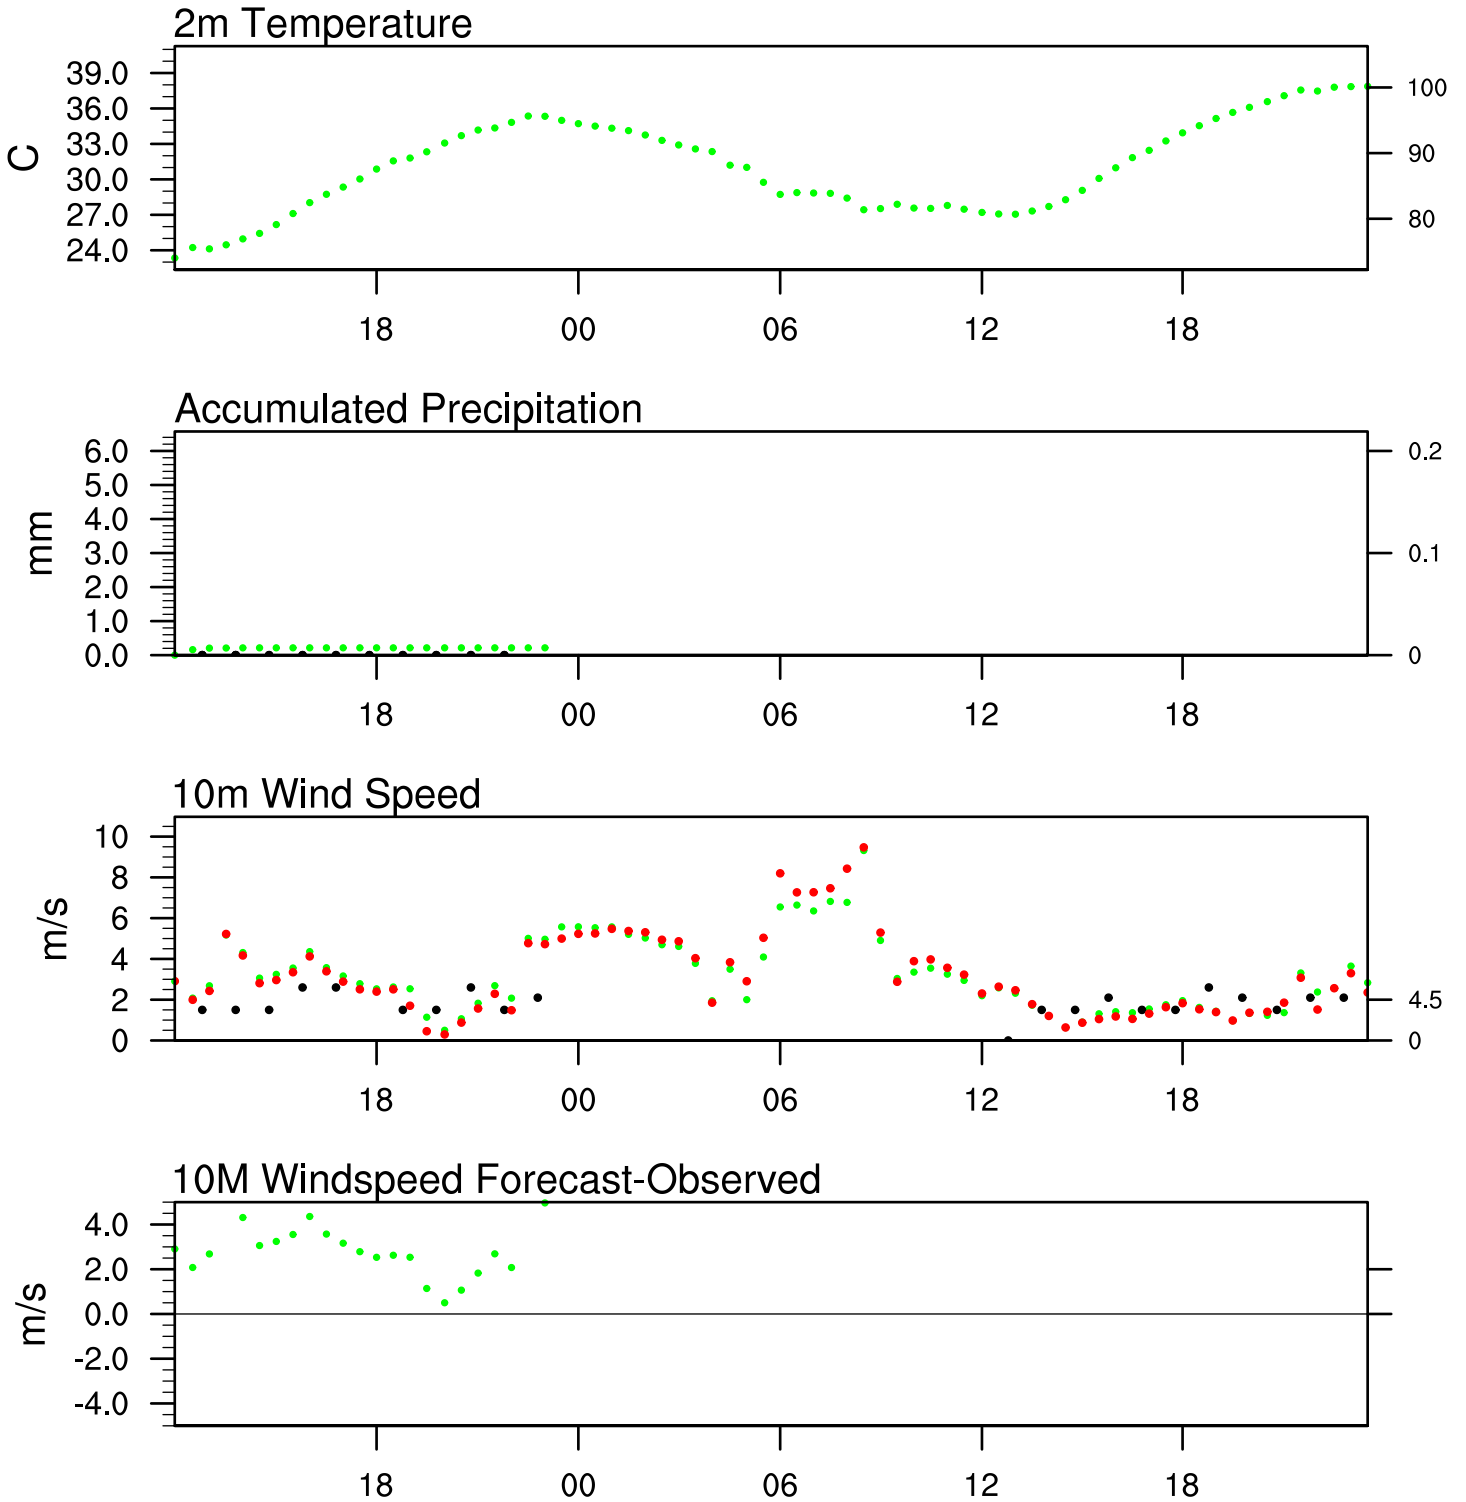 2m Temperature
39.0
36.0
33.0
30.0
27.0
24.0
C
100
90
80
18 00 06 12 18
Accumulated Precipitation
6.0
5.0
4.0
3.0
2.0
1.0
0.0
mm
0.2
0.1
0
18 00 06 12 18
10m Wind Speed
10
8
6
4
2
0
m/s
4.5
0
18 00 06 12 18
10M Windspeed Forecast-Observed
4.0
2.0
0.0
-2.0
-4.0
m/s
18 00 06 12 18